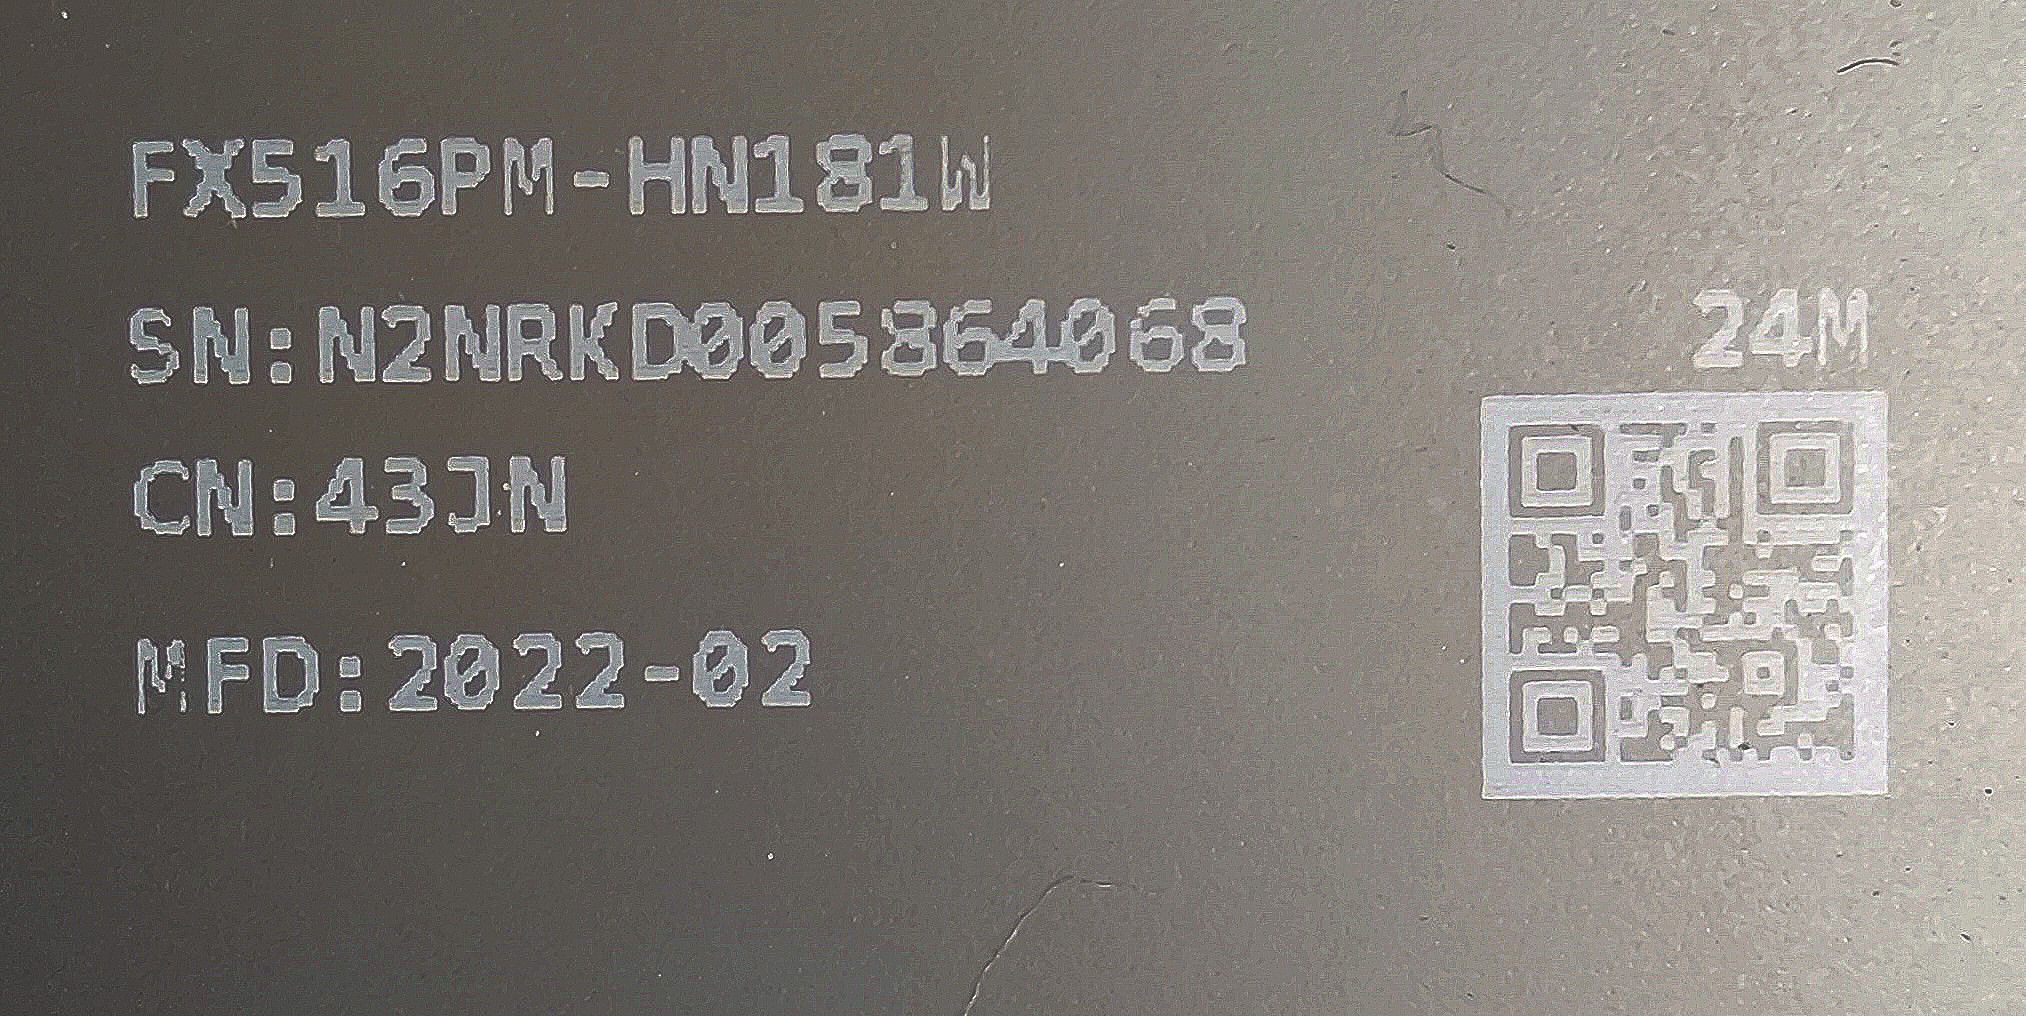 FX516PM-HN181W
SN:N2NRKD005864068
24M
CN:43JN
MFD:2022-02